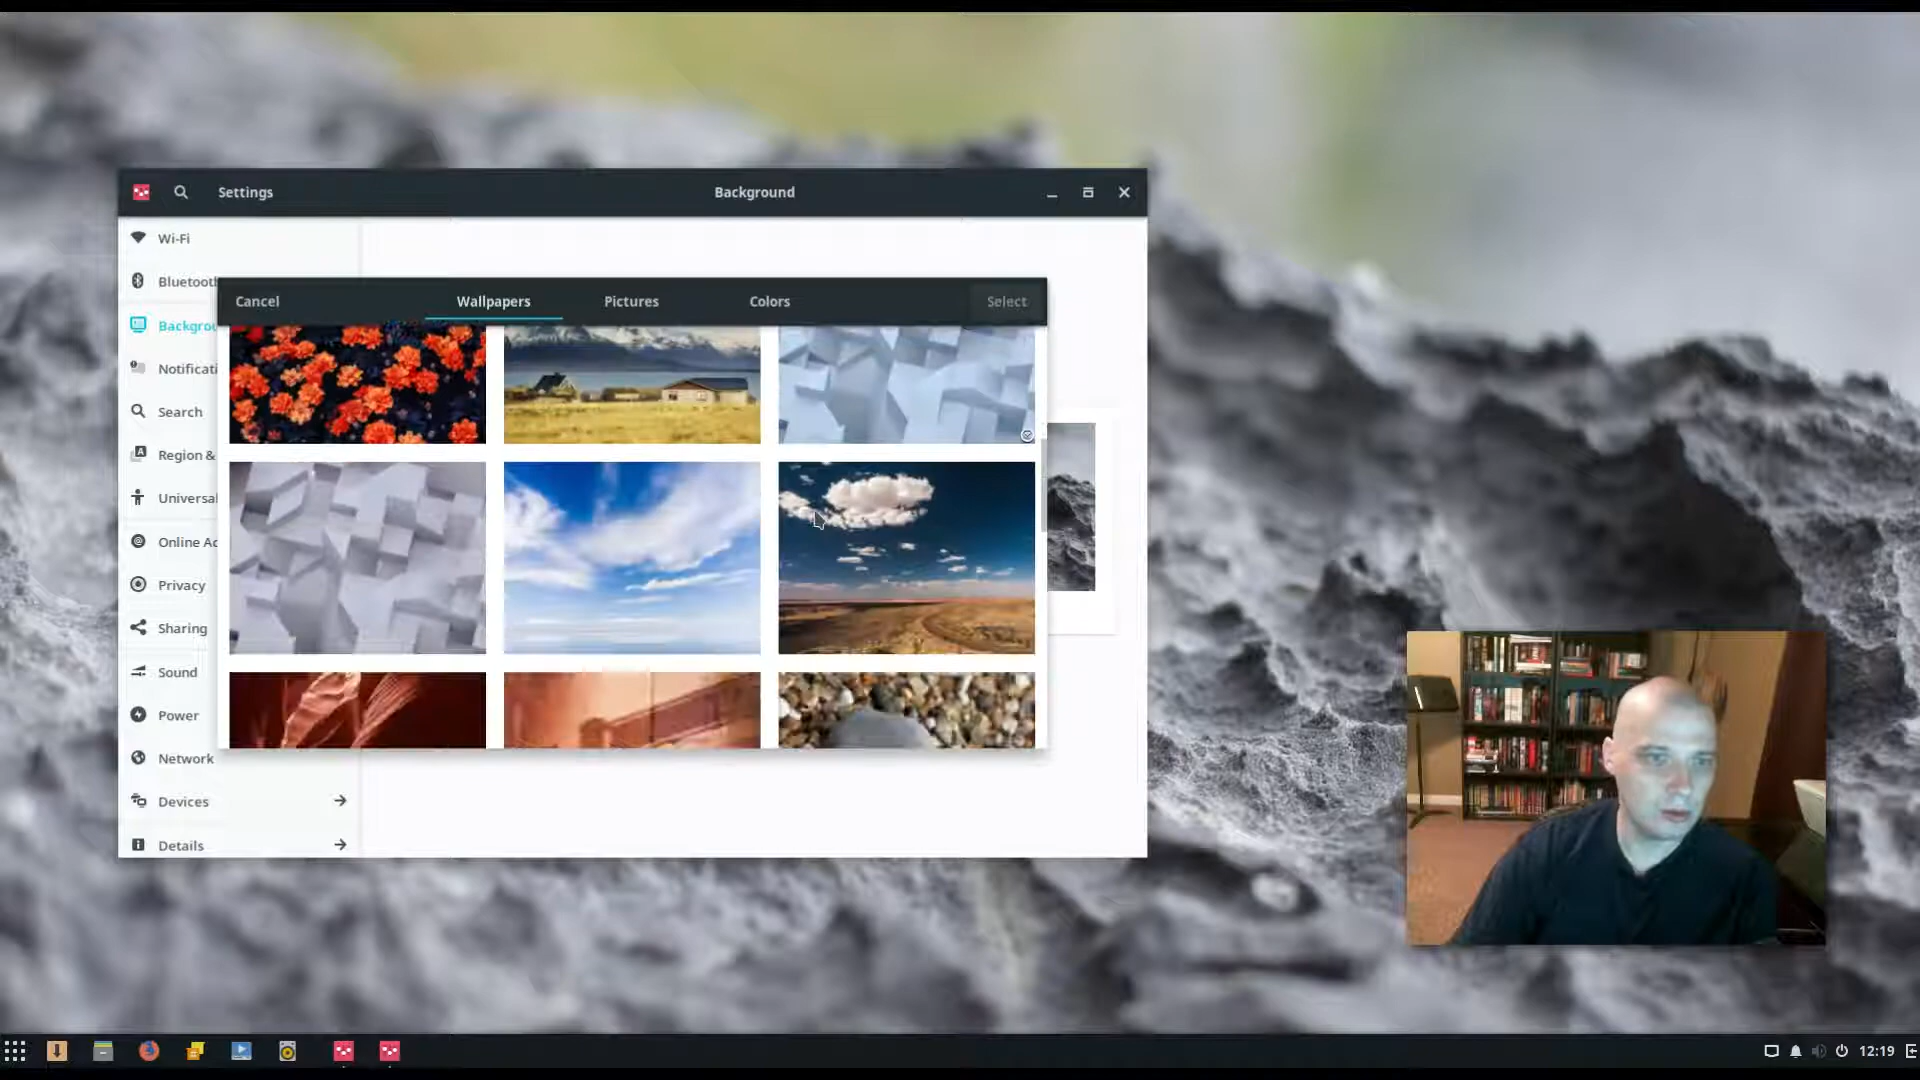 Settings
Background
Wi-Fi
Bluetooth
Backgrou
Notificati
Search
Region &
Universal
Online Ac
Privacy
Sharing
Sound
Power
Network
Devices
Details
Cancel
Wallpapers
Pictures
Colors
Select
12:19